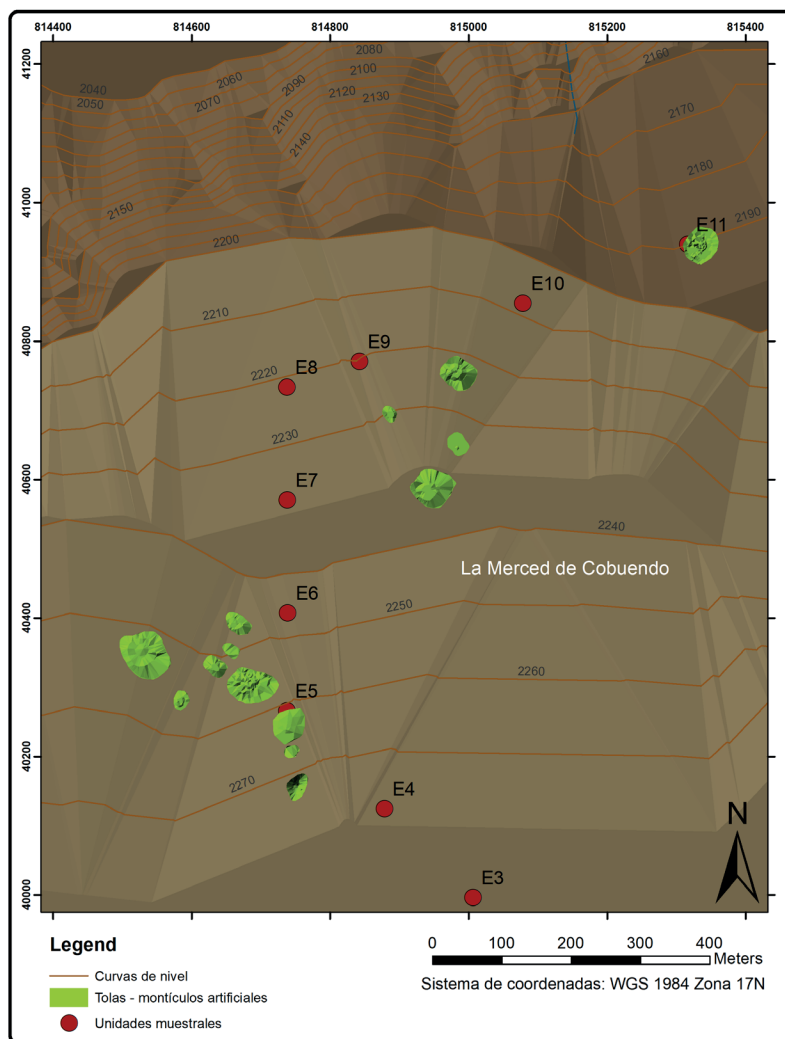 814400 814600 814800 815000 815200 815400
41200
41000
40800
40600
40400
40200
40000
2040
2050
2060
2070
2080
2090
2100
2110
2120
2130
2140
2150
2160
2170
2180
2190
2200
2210
2220
2230
2240
2250
2260
2270
E11
E10
E9
E8
E7
E6
E5
E4
E3
La Merced de Cobuendo
N
Legend
Curvas de nivel
Tolas - montículos artificiales
Unidades muestrales
0 100 200 300 400
Meters
Sistema de coordenadas: WGS 1984 Zona 17N